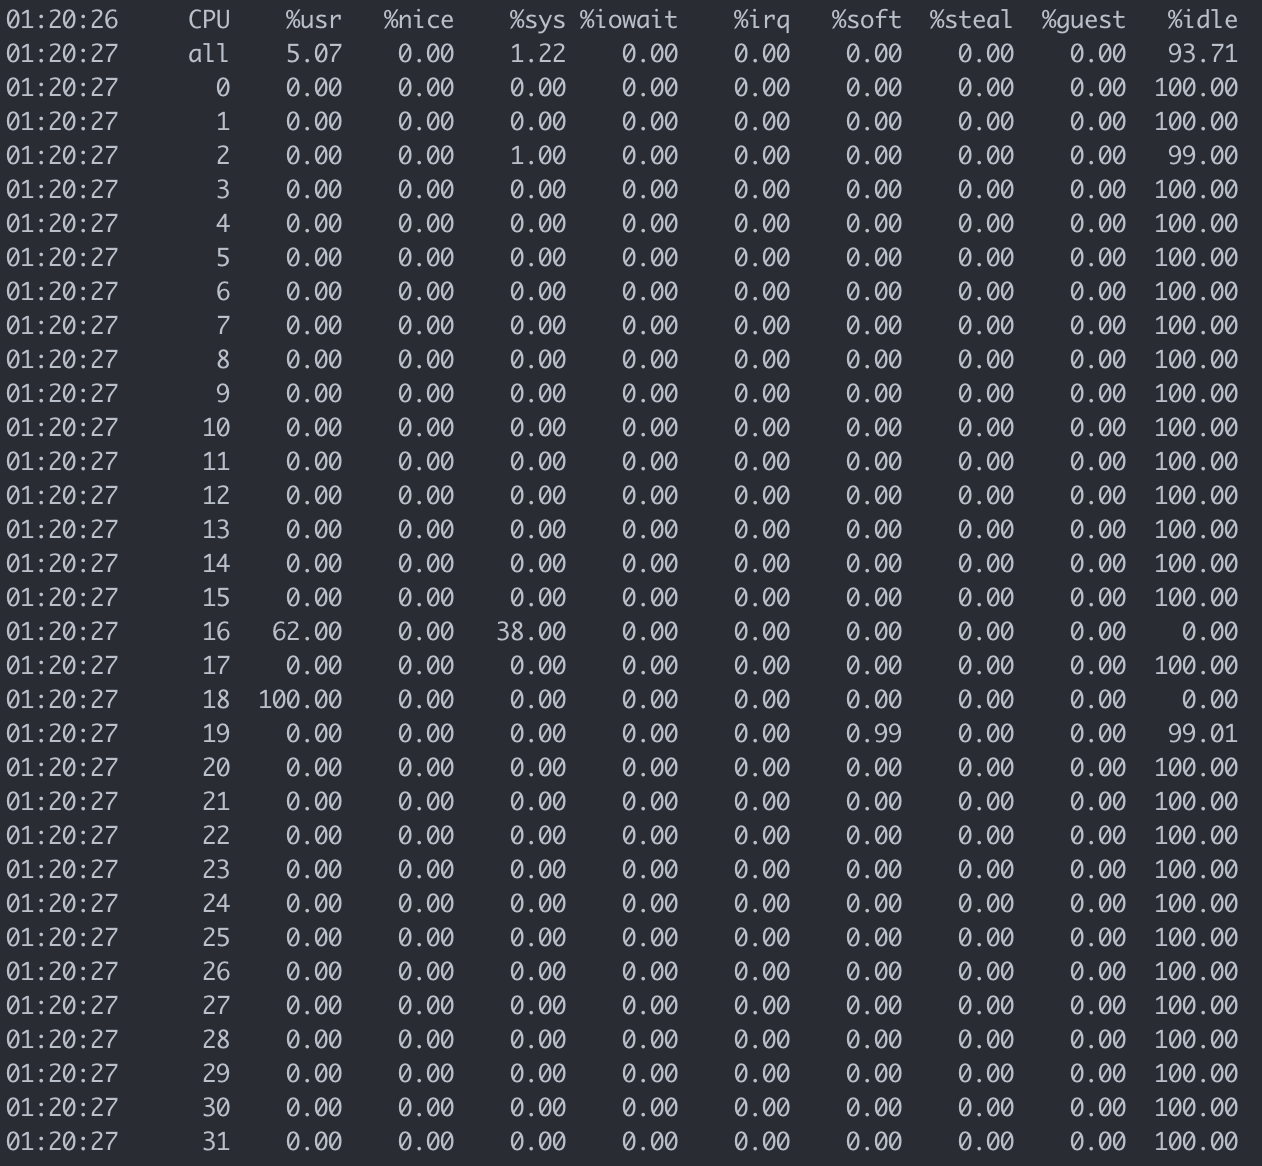 01:20:26 CPU %usr %nice %sys %iowait %irq %soft %steal %guest %idle
01:20:27 all 5.07 0.00 1.22 0.00 0.00 0.00 0.00 0.00 93.71
01:20:27 0 0.00 0.00 0.00 0.00 0.00 0.00 0.00 0.00 100.00
01:20:27 1 0.00 0.00 0.00 0.00 0.00 0.00 0.00 0.00 100.00
01:20:27 2 0.00 0.00 1.00 0.00 0.00 0.00 0.00 0.00 99.00
01:20:27 3 0.00 0.00 0.00 0.00 0.00 0.00 0.00 0.00 100.00
01:20:27 4 0.00 0.00 0.00 0.00 0.00 0.00 0.00 0.00 100.00
01:20:27 5 0.00 0.00 0.00 0.00 0.00 0.00 0.00 0.00 100.00
01:20:27 6 0.00 0.00 0.00 0.00 0.00 0.00 0.00 0.00 100.00
01:20:27 7 0.00 0.00 0.00 0.00 0.00 0.00 0.00 0.00 100.00
01:20:27 8 0.00 0.00 0.00 0.00 0.00 0.00 0.00 0.00 100.00
01:20:27 9 0.00 0.00 0.00 0.00 0.00 0.00 0.00 0.00 100.00
01:20:27 10 0.00 0.00 0.00 0.00 0.00 0.00 0.00 0.00 100.00
01:20:27 11 0.00 0.00 0.00 0.00 0.00 0.00 0.00 0.00 100.00
01:20:27 12 0.00 0.00 0.00 0.00 0.00 0.00 0.00 0.00 100.00
01:20:27 13 0.00 0.00 0.00 0.00 0.00 0.00 0.00 0.00 100.00
01:20:27 14 0.00 0.00 0.00 0.00 0.00 0.00 0.00 0.00 100.00
01:20:27 15 0.00 0.00 0.00 0.00 0.00 0.00 0.00 0.00 100.00
01:20:27 16 62.00 0.00 38.00 0.00 0.00 0.00 0.00 0.00 0.00
01:20:27 17 0.00 0.00 0.00 0.00 0.00 0.00 0.00 0.00 100.00
01:20:27 18 100.00 0.00 0.00 0.00 0.00 0.00 0.00 0.00 0.00
01:20:27 19 0.00 0.00 0.00 0.00 0.00 0.99 0.00 0.00 99.01
01:20:27 20 0.00 0.00 0.00 0.00 0.00 0.00 0.00 0.00 100.00
01:20:27 21 0.00 0.00 0.00 0.00 0.00 0.00 0.00 0.00 100.00
01:20:27 22 0.00 0.00 0.00 0.00 0.00 0.00 0.00 0.00 100.00
01:20:27 23 0.00 0.00 0.00 0.00 0.00 0.00 0.00 0.00 100.00
01:20:27 24 0.00 0.00 0.00 0.00 0.00 0.00 0.00 0.00 100.00
01:20:27 25 0.00 0.00 0.00 0.00 0.00 0.00 0.00 0.00 100.00
01:20:27 26 0.00 0.00 0.00 0.00 0.00 0.00 0.00 0.00 100.00
01:20:27 27 0.00 0.00 0.00 0.00 0.00 0.00 0.00 0.00 100.00
01:20:27 28 0.00 0.00 0.00 0.00 0.00 0.00 0.00 0.00 100.00
01:20:27 29 0.00 0.00 0.00 0.00 0.00 0.00 0.00 0.00 100.00
01:20:27 30 0.00 0.00 0.00 0.00 0.00 0.00 0.00 0.00 100.00
01:20:27 31 0.00 0.00 0.00 0.00 0.00 0.00 0.00 0.00 100.00